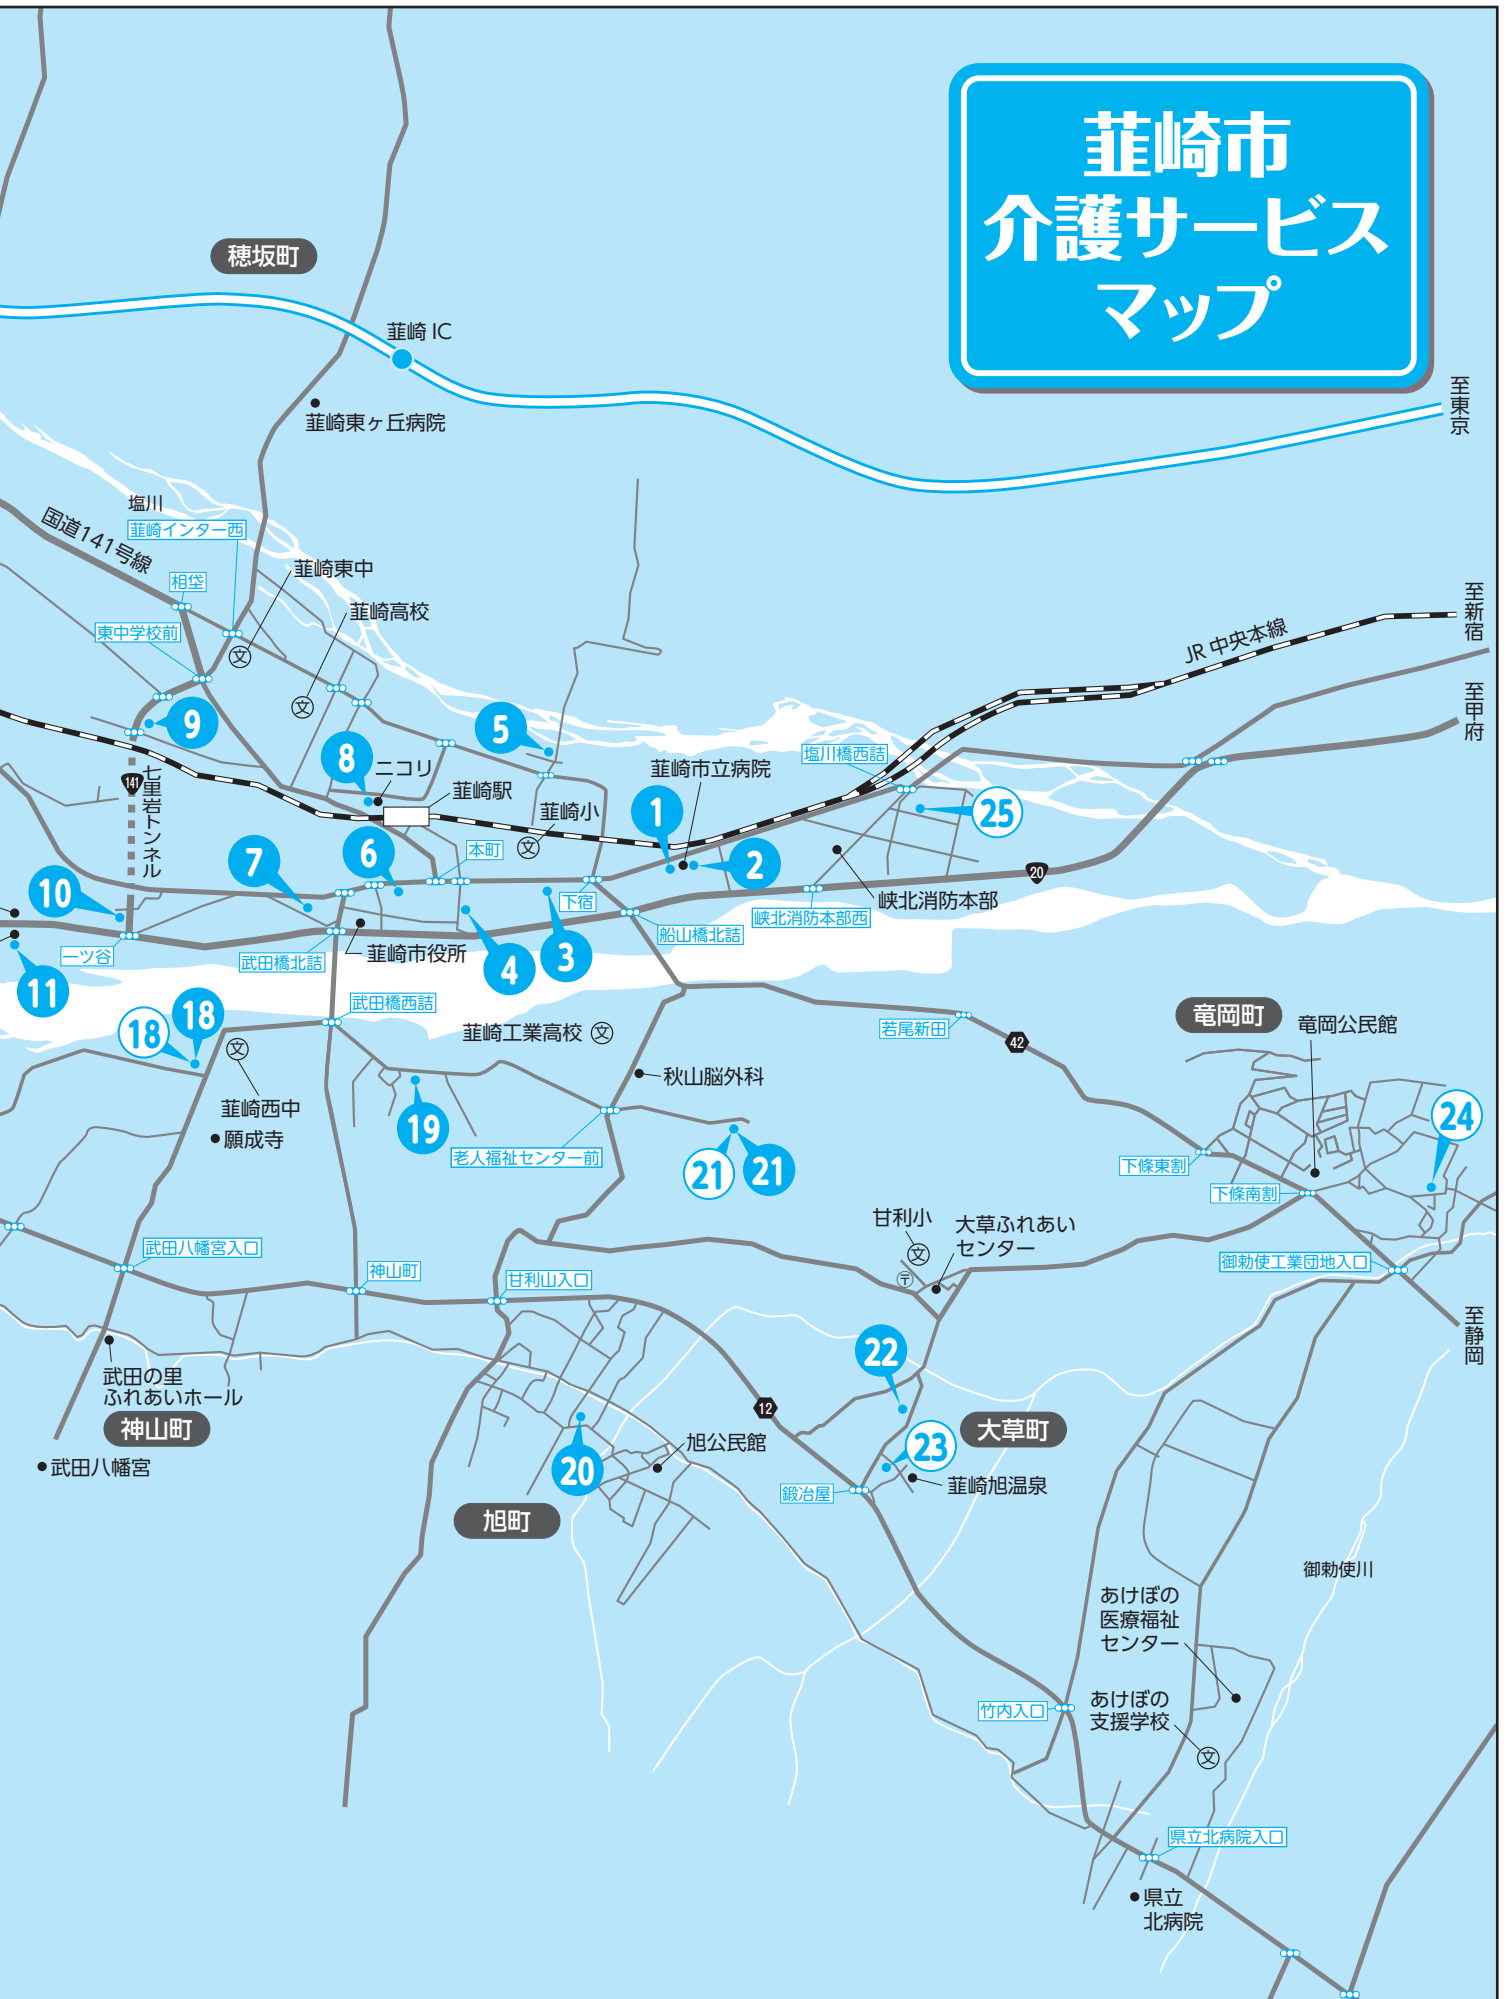 韮崎市
介護サービス
マップ
穂坂町
韮崎 IC
韮崎東ヶ丘病院
至東京
塩川
韮崎インター西
国道141号線
相垈
韮崎東中
韮崎高校
東中学校前
文
文
至新宿
JR 中央本線
至甲府
9
5
8
ニコリ
韮崎駅
141
七里岩トンネル
韮崎市立病院
塩川橋西詰
1
韮崎小
文
25
本町
6
7
2
20
10
下宿
峡北消防本部
峡北消防本部西
船山橋北詰
一ツ谷
武田橋北詰
韮崎市役所
4
3
11
武田橋西詰
18
18
韮崎工業高校
文
文
若尾新田
42
竜岡町
竜岡公民館
秋山脳外科
韮崎西中
願成寺
19
24
老人福祉センター前
21
21
下條東割
下條南割
甘利小
文
〒
大草ふれあい
センター
武田八幡宮入口
神山町
甘利山入口
御勅使工業団地入口
至静岡
22
武田の里
ふれあいホール
神山町
12
大草町
23
旭公民館
武田八幡宮
20
鍛冶屋
韮崎旭温泉
旭町
御勅使川
あけぼの
医療福祉
センター
あけぼの
支援学校
文
竹内入口
県立北病院入口
県立
北病院